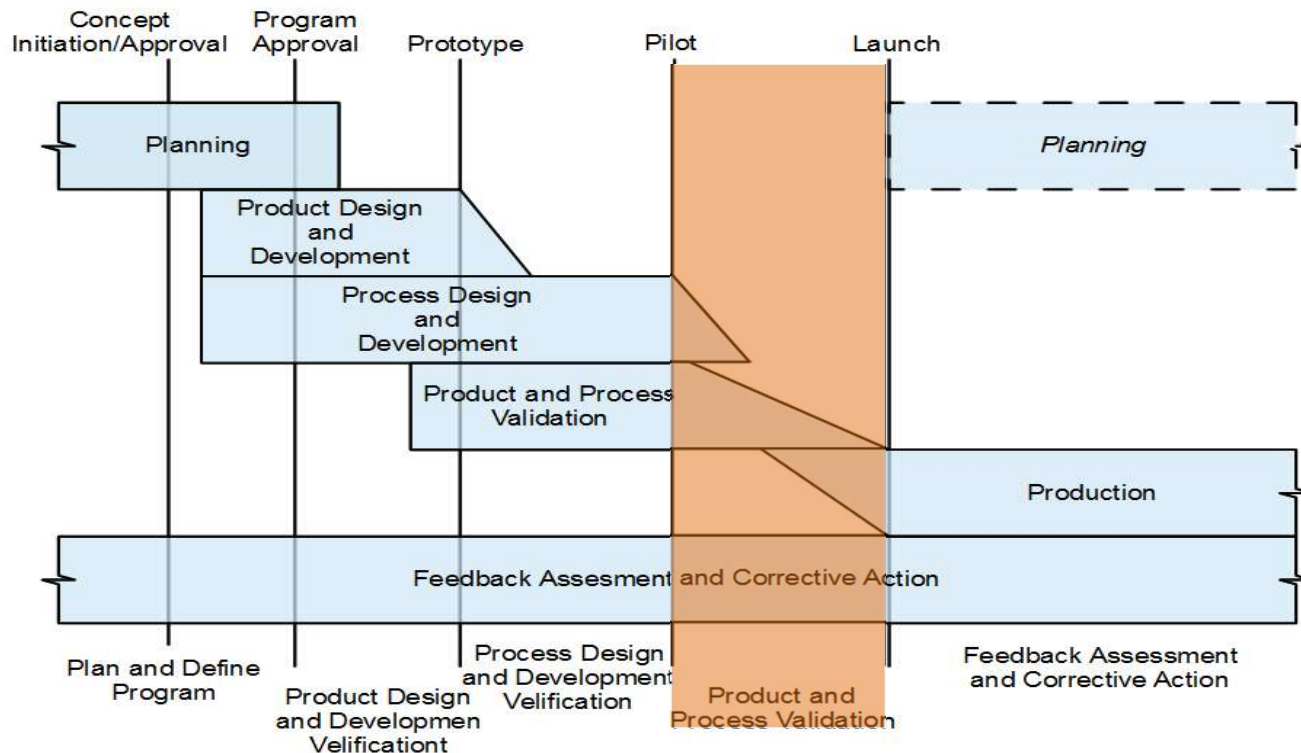 Concept
Initiation/Approval
Program
Approval
Prototype
Pilot
Launch
Planning
Planning
Product Design
and
Development
Process Design
and
Development
Product and Process
Validation
Production
Feedback Assesment and Corrective Action
Plan and Define
Program
Product Design
and Developmen
Velificationt
Process Design
and Development
Velification
Product and
Process Validation
Feedback Assessment
and Corrective Action